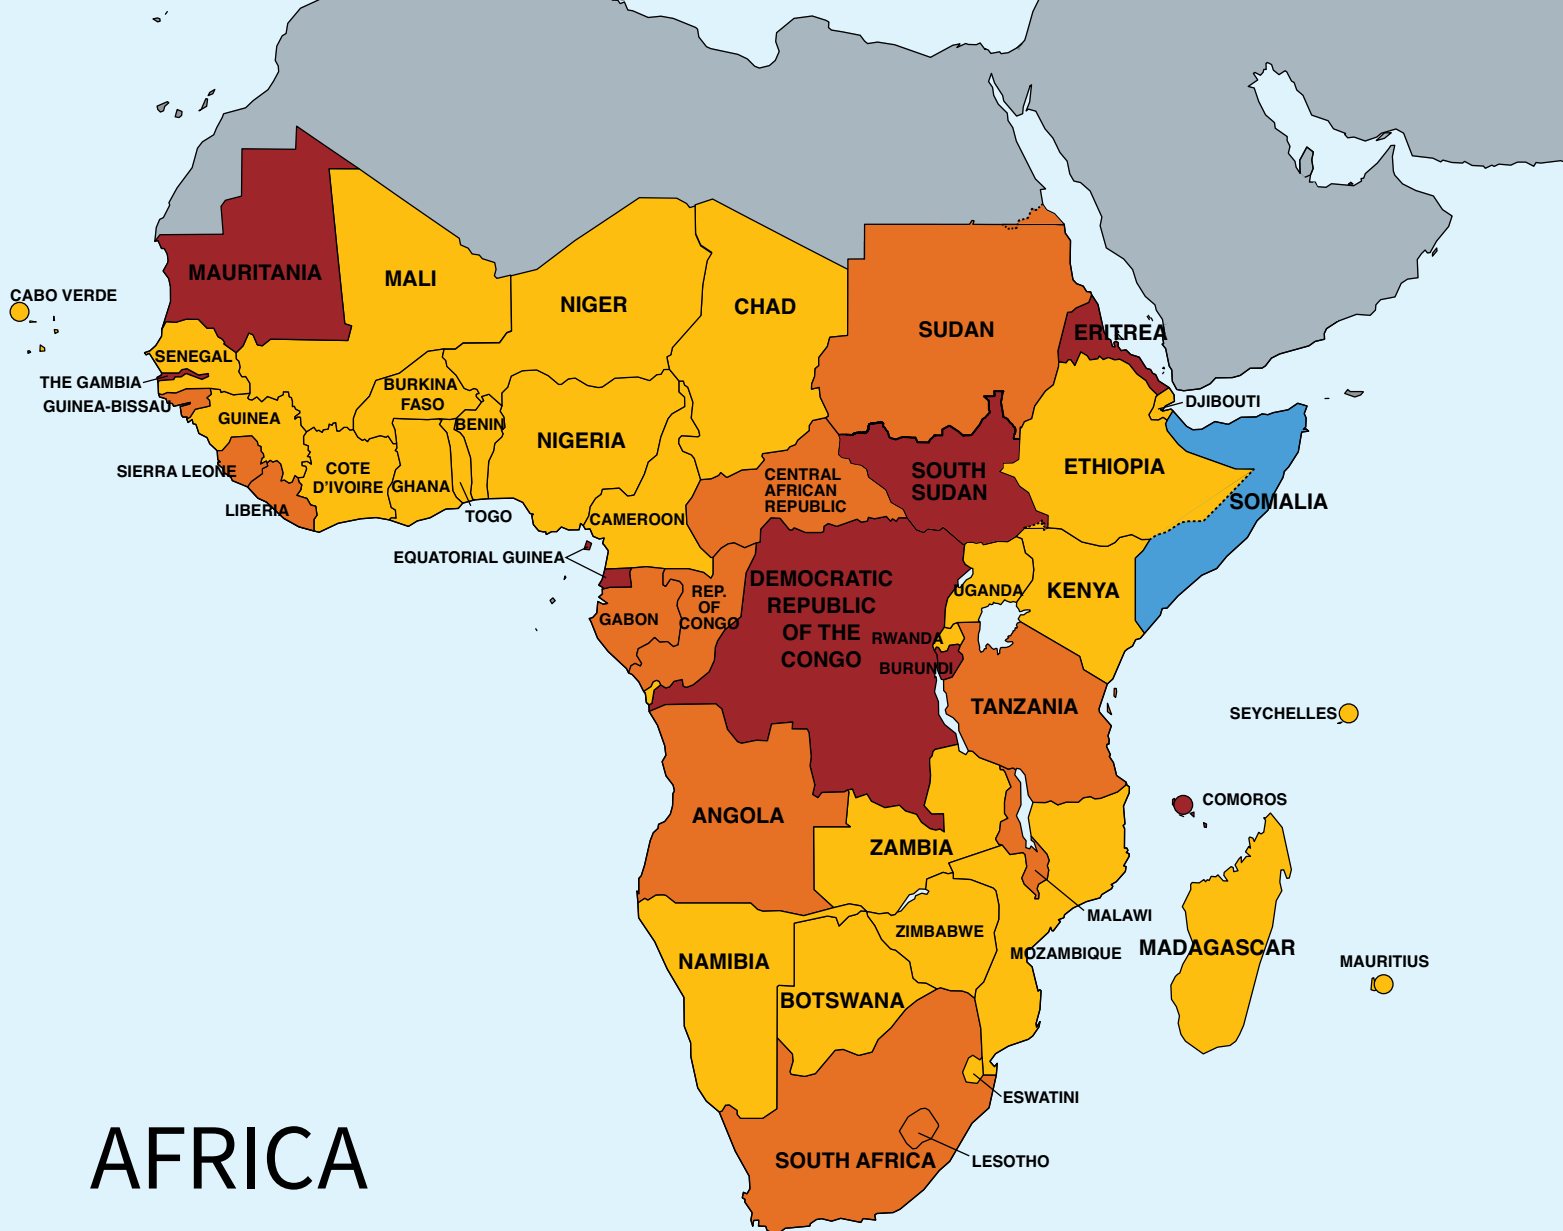 MAURITANIA
MALI
NIGER
CHAD
SUDAN
ERITREA
CABO VERDE
SENEGAL
THE GAMBIA
GUINEA-BISSAU
GUINEA
BURKINA
FASO
BENIN
NIGERIA
DJIBOUTI
SIERRA LEONE
COTE
D'IVOIRE
GHANA
LIBERIA
TOGO
CAMEROON
CENTRAL
AFRICAN
REPUBLIC
SOUTH
SUDAN
ETHIOPIA
SOMALIA
EQUATORIAL GUINEA
GABON
REP.
OF
CONGO
DEMOCRATIC
REPUBLIC
OF THE
CONGO
UGANDA
KENYA
RWANDA
BURUNDI
TANZANIA
SEYCHELLES
COMOROS
ANGOLA
ZAMBIA
MALAWI
ZIMBABWE
MOZAMBIQUE
MADAGASCAR
MAURITIUS
NAMIBIA
BOTSWANA
ESWATINI
SOUTH AFRICA
LESOTHO
AFRICA